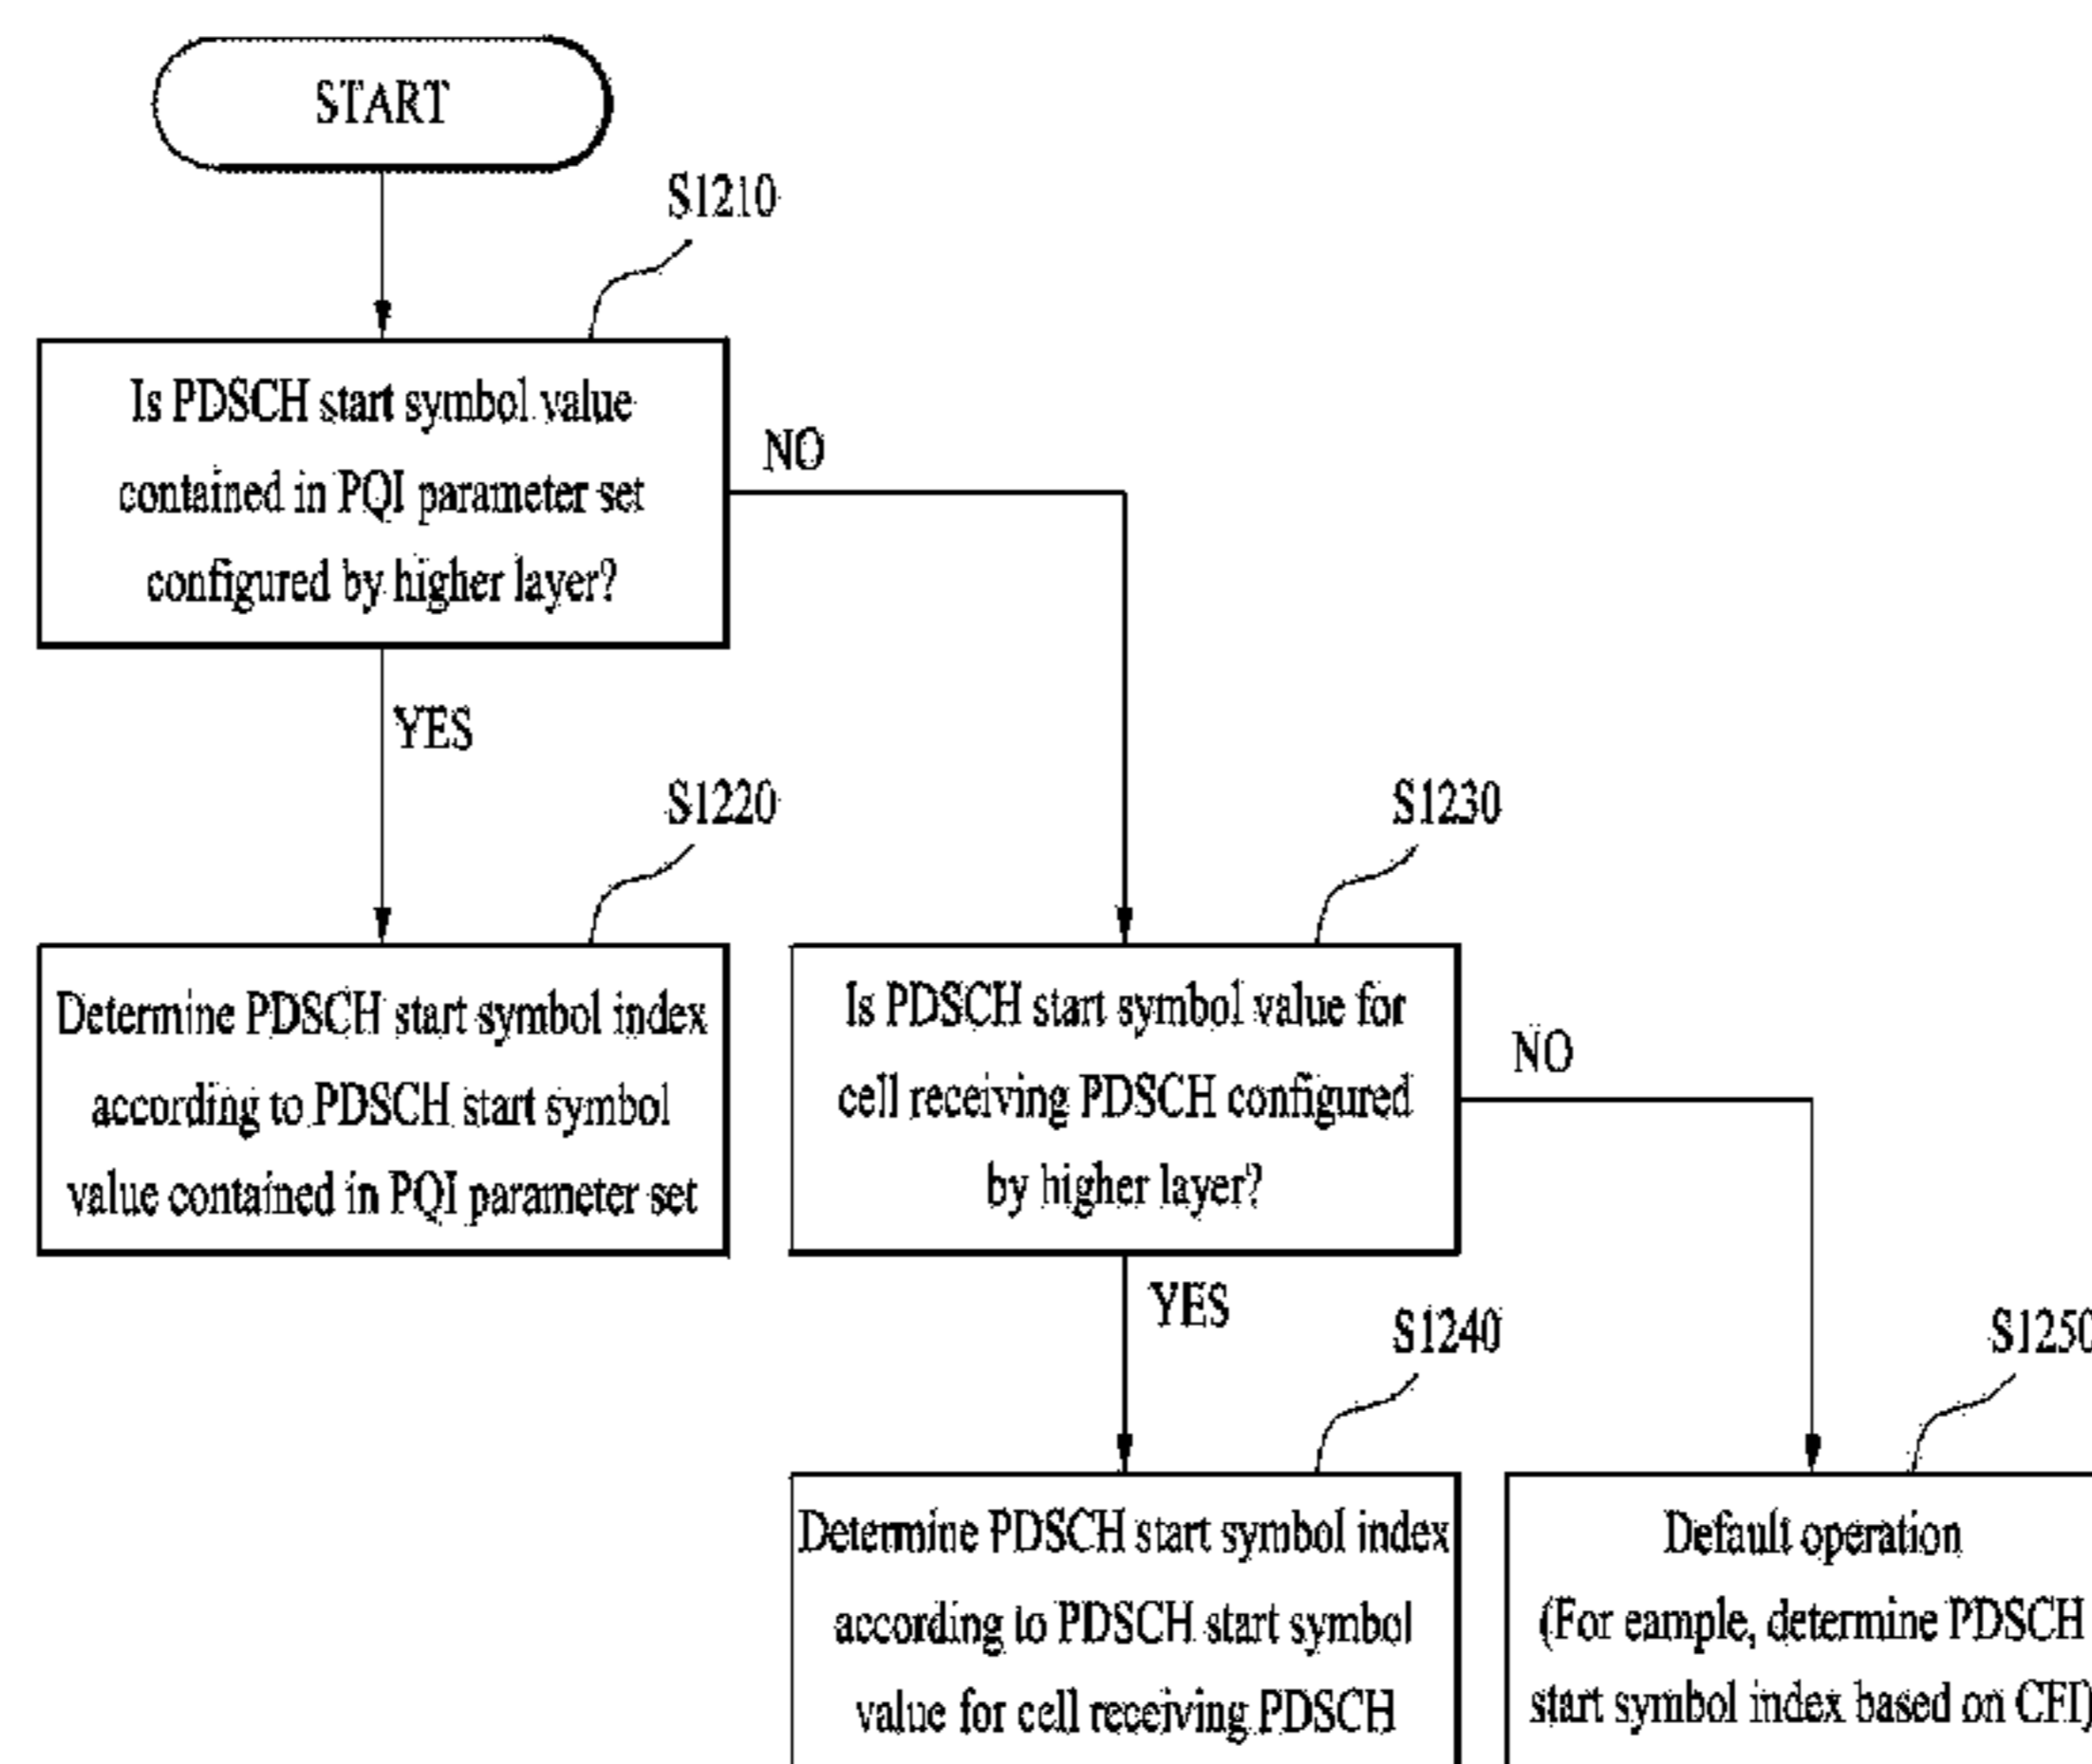 START
S1210
Is PDSCH start symbol value
contained in PQI parameter set
configured by higher layer?
NO
YES
S1220
Determine PDSCH start symbol index
according to PDSCH start symbol
value contained in PQI parameter set
S1230
Is PDSCH start symbol value for
cell receiving PDSCH configured
by higher layer?
NO
YES
S1240
Determine PDSCH start symbol index
according to PDSCH start symbol
value for cell receiving PDSCH
S1250
Default operation
(For eample, determine PDSCH
start symbol index based on CFI)